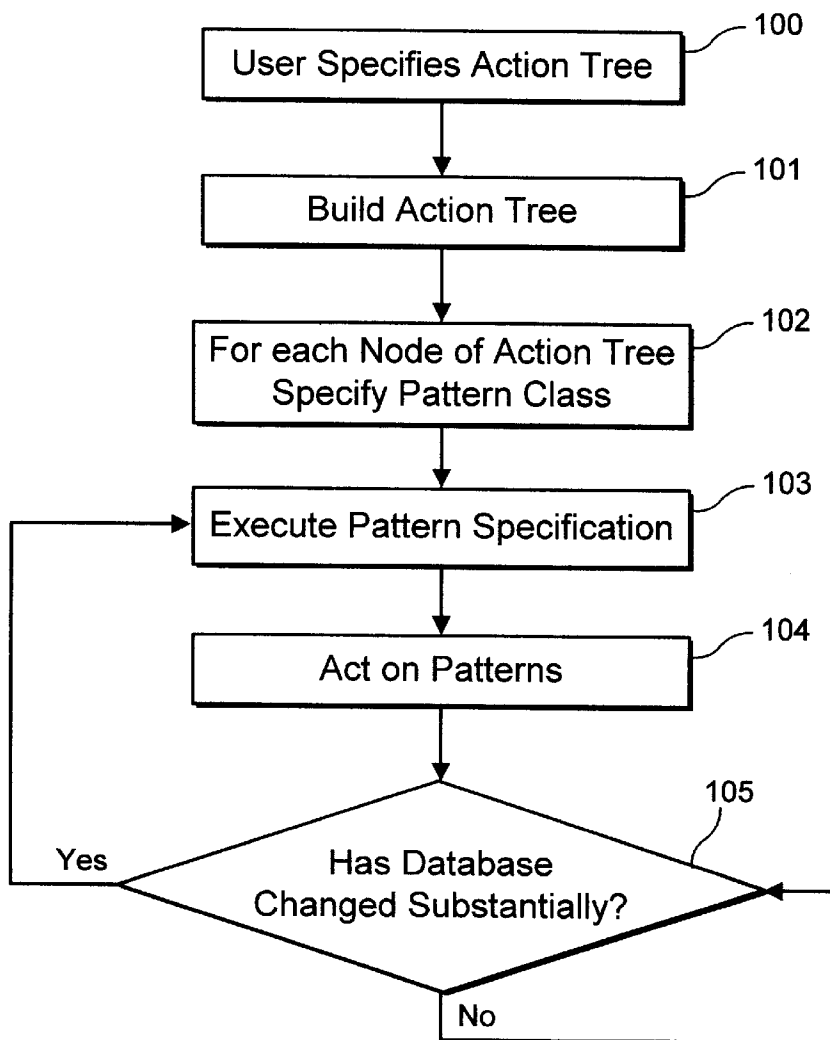 100
User Specifies Action Tree
101
Build Action Tree
102
For each Node of Action Tree
Specify Pattern Class
103
Execute Pattern Specification
104
Act on Patterns
105
Yes
Has Database
Changed Substantially?
No